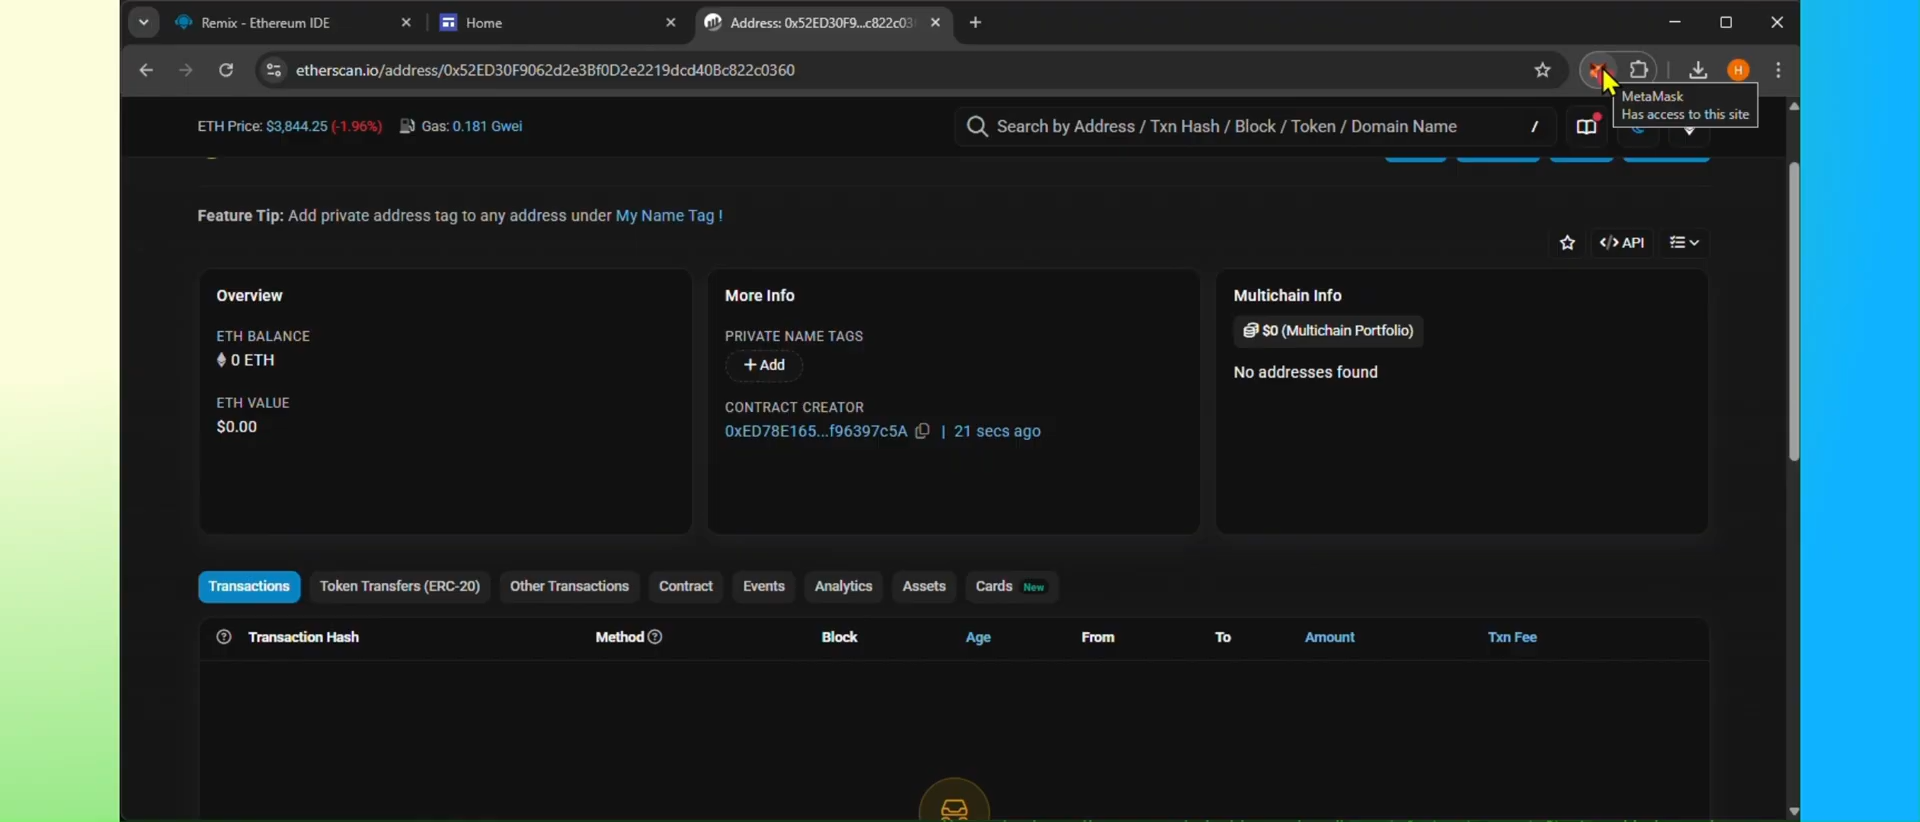 Remix - Ethereum IDE
Home
Address: 0x52ED30F9...c822c03
etherscan.io/address/0x52ED30F9062d2e3Bf0D2e2219dcd40Bc822c0360
H
MetaMask
Has access to this site
ETH Price: $3,844.25 (-1.96%)
Gas: 0.181 Gwei
Search by Address / Txn Hash / Block / Token / Domain Name
/
Feature Tip: Add private address tag to any address under My Name Tag !
</> API
Overview
ETH BALANCE
0 ETH
ETH VALUE
$0.00
More Info
PRIVATE NAME TAGS
+ Add
CONTRACT CREATOR
0xED78E165...f96397c5A | 21 secs ago
Multichain Info
$0 (Multichain Portfolio)
No addresses found
Transactions
Token Transfers (ERC-20)
Other Transactions
Contract
Events
Analytics
Assets
Cards New
Transaction Hash
Method
Block
Age
From
To
Amount
Txn Fee